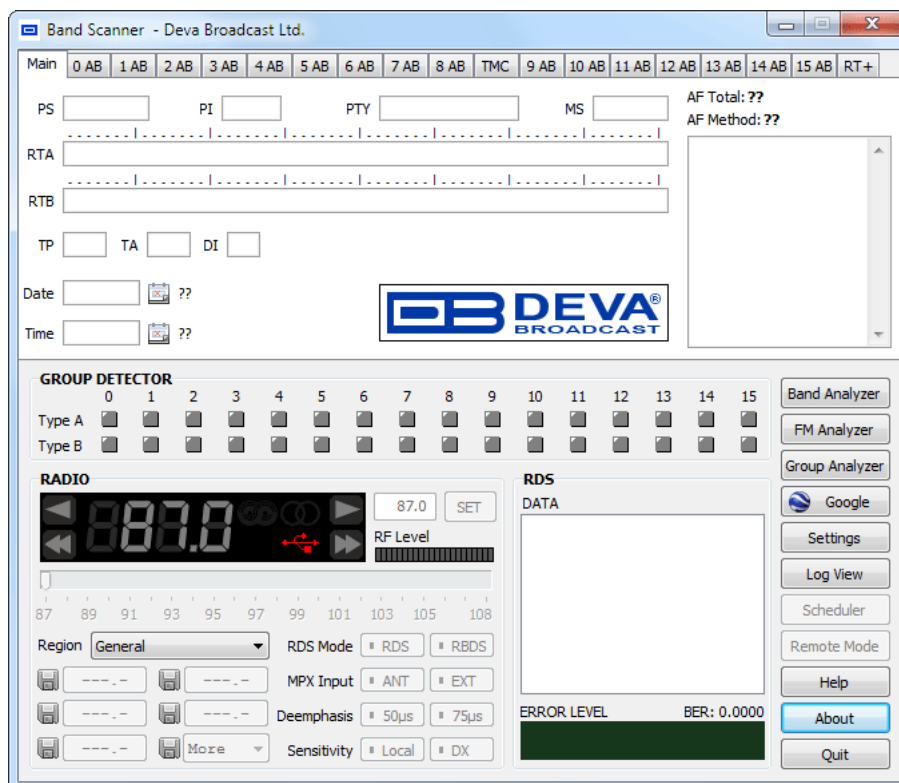 Band Scanner - Deva Broadcast Ltd.
Main 0 AB 1 AB 2 AB 3 AB 4 AB 5 AB 6 AB 7 AB 8 AB TMC 9 AB 10 AB 11 AB 12 AB 13 AB 14 AB 15 AB RT+
PS PI PTY MS
AF Total: ??
AF Method: ??
RTA
RTB
TP TA DI
Date ??
Time ??
DEVA®
BROADCAST
GROUP DETECTOR
0 1 2 3 4 5 6 7 8 9 10 11 12 13 14 15
Type A
Type B
Band Analyzer
FM Analyzer
Group Analyzer
Google
Settings
Log View
Scheduler
Remote Mode
Help
About
Quit
RADIO
87.0
87.0 SET
RF Level
87 89 91 93 95 97 99 101 103 105 108
Region General
RDS Mode RDS RBDS
---.- ---.- MPX Input ANT EXT
---.- ---.- Deemphasis 50µs 75µs
---.- More Sensitivity Local DX
RDS
DATA
ERROR LEVEL BER: 0.0000